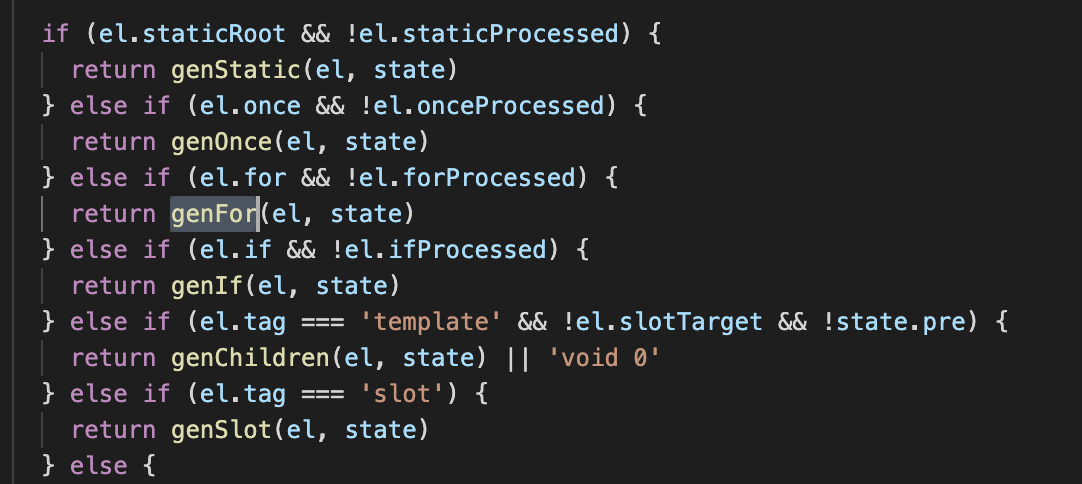 if (el.staticRoot && !el.staticProcessed) {
return genStatic(el, state)
} else if (el.once && !el.onceProcessed) {
return genOnce(el, state)
} else if (el.for && !el.forProcessed) {
return genFor(el, state)
} else if (el.if && !el.ifProcessed) {
return genIf(el, state)
} else if (el.tag === 'template' && !el.slotTarget && !state.pre) {
return genChildren(el, state) || 'void 0'
} else if (el.tag === 'slot') {
return genSlot(el, state)
} else {